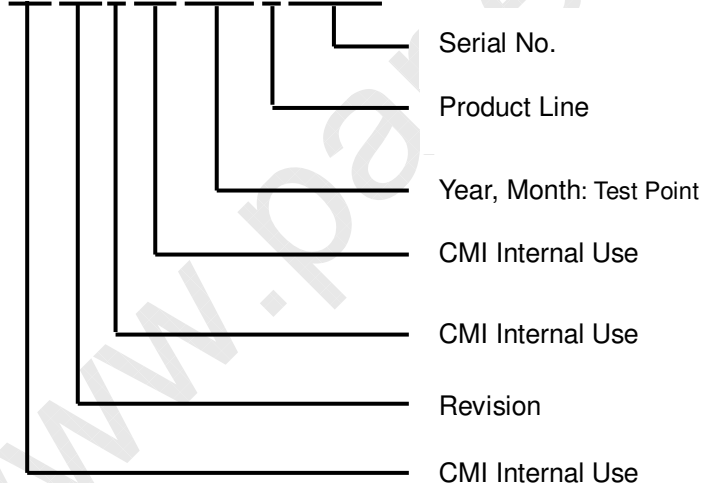 Serial No.
Product Line
Year, Month: Test Point
CMI Internal Use
CMI Internal Use
Revision
CMI Internal Use